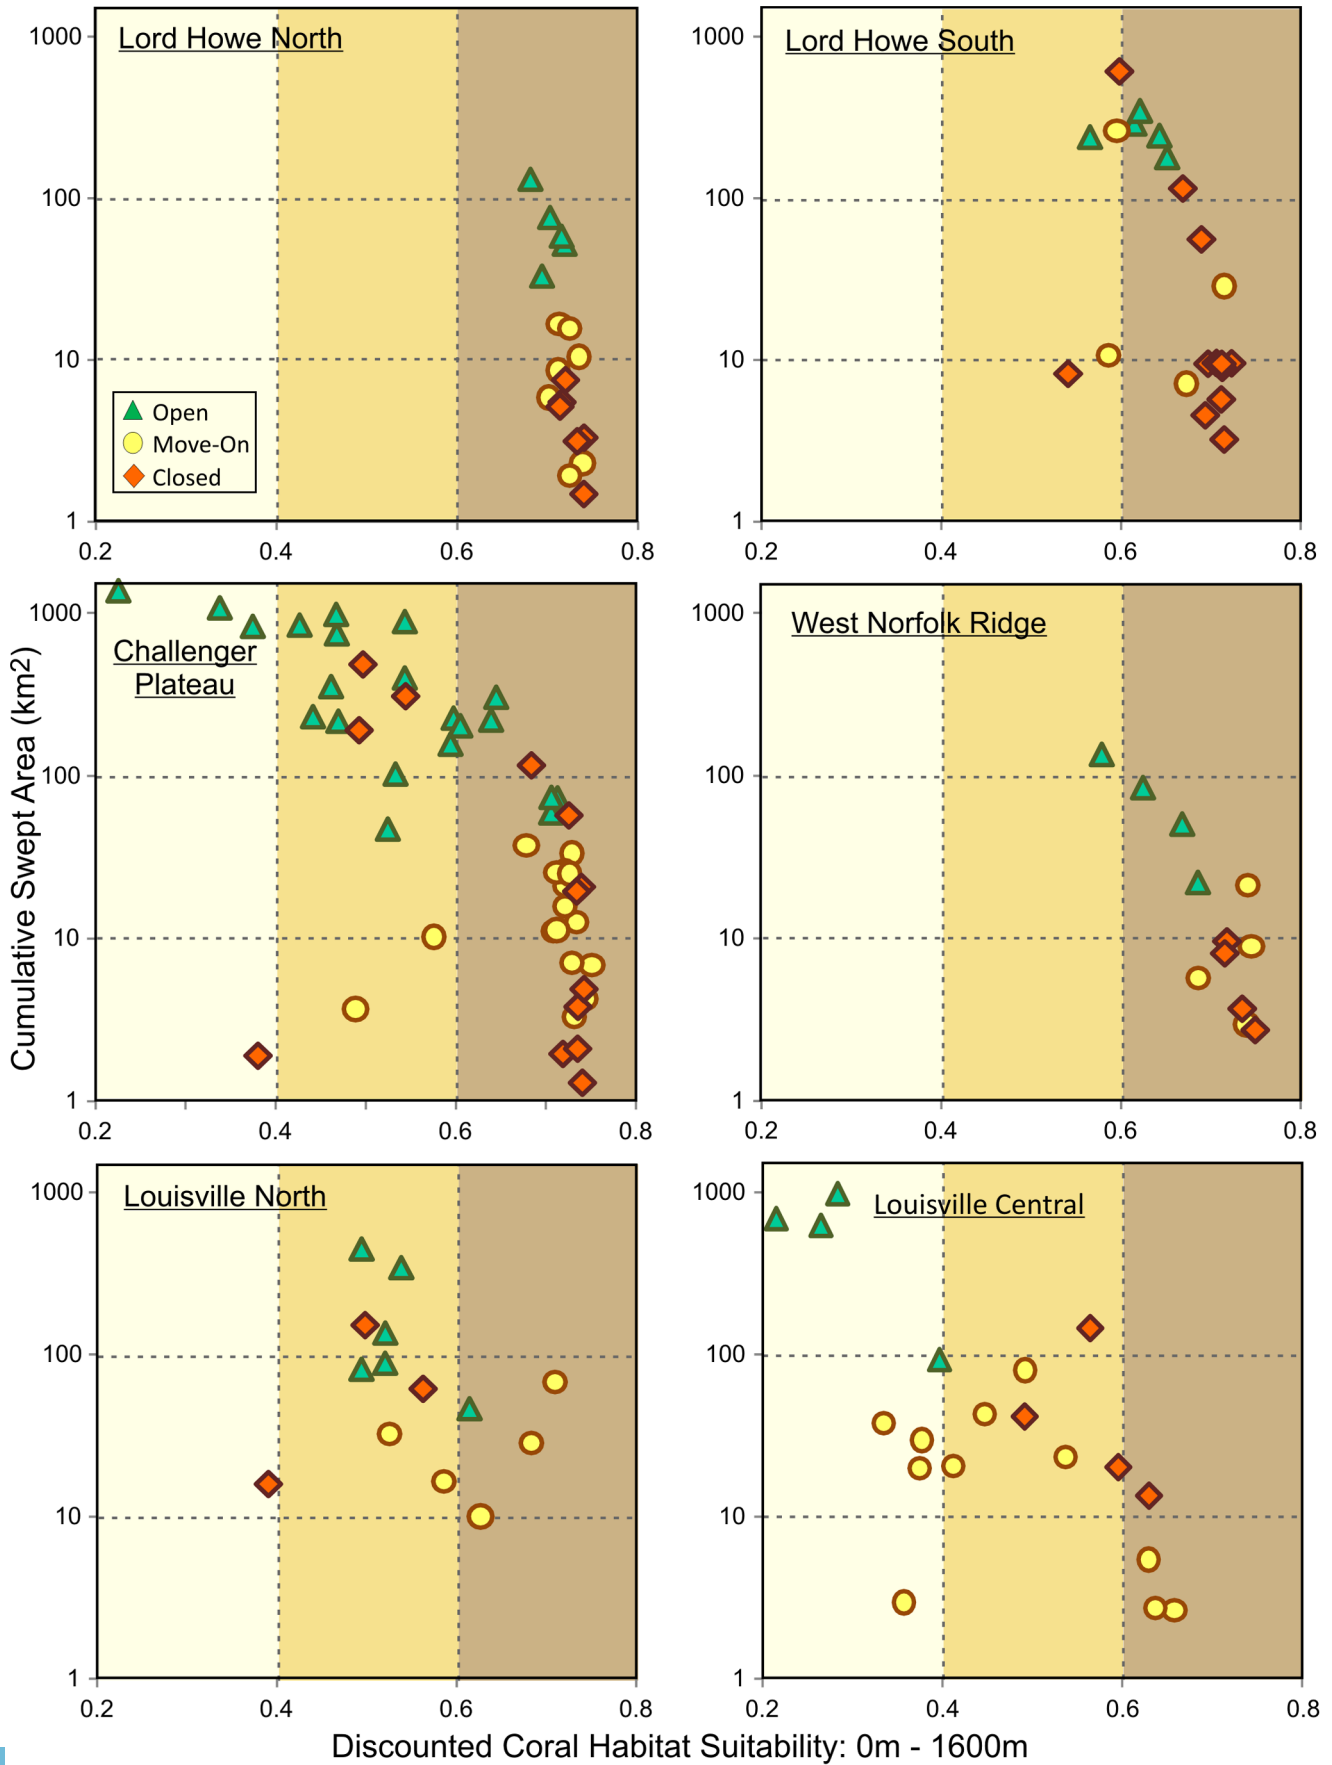 Lord Howe North
1000
100
10
1
Open
Move-On
Closed
0.2 0.4 0.6 0.8
Lord Howe South
1000
100
10
1
0.2 0.4 0.6 0.8
Cumulative Swept Area (km2)
Challenger
Plateau
1000
100
10
1
0.2 0.4 0.6 0.8
West Norfolk Ridge
1000
100
10
1
0.2 0.4 0.6 0.8
Louisville North
1000
100
10
1
0.2 0.4 0.6 0.8
Louisville Central
1000
100
10
1
0.2 0.4 0.6 0.8
Discounted Coral Habitat Suitability: 0m - 1600m